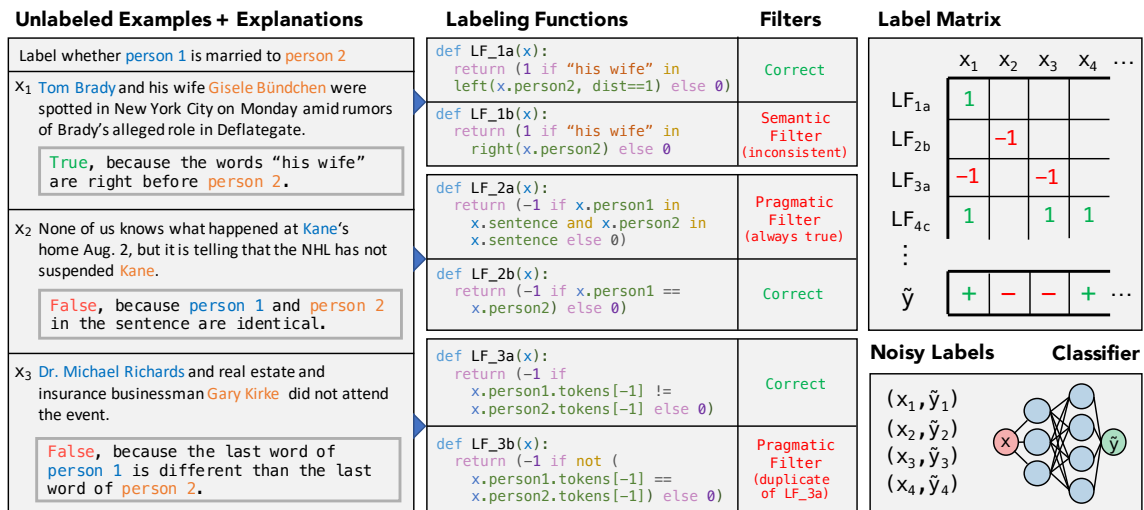 Unlabeled Examples + Explanations
Label whether person 1 is married to person 2
x1 Tom Brady and his wife Gisele Bündchen were
spotted in New York City on Monday amid rumors
of Brady's alleged role in Deflategate.
True, because the words “his wife”
are right before person 2.
x2 None of us knows what happened at Kane‘s
home Aug. 2, but it is telling that the NHL has not
suspended Kane.
False, because person 1 and person 2
in the sentence are identical.
x3 Dr. Michael Richards and real estate and
insurance businessman Gary Kirke did not attend
the event.
False, because the last word of
person 1 is different than the last
word of person 2.
Labeling Functions
def LF_1a(x):
return (1 if “his wife” in
left(x.person2, dist==1) else 0)
def LF_1b(x):
return (1 if “his wife” in
right(x.person2) else 0
def LF_2a(x):
return (-1 if x.person1 in
x.sentence and x.person2 in
x.sentence else 0)
def LF_2b(x):
return (-1 if x.person1 ==
x.person2) else 0)
def LF_3a(x):
return (-1 if
x.person1.tokens[-1] !=
x.person2.tokens[-1] else 0)
def LF_3b(x):
return (-1 if not (
x.person1.tokens[-1] ==
x.person2.tokens[-1]) else 0)
Filters
Correct
Semantic
Filter
(inconsistent)
Pragmatic
Filter
(always true)
Correct
Correct
Pragmatic
Filter
(duplicate
of LF_3a)
Label Matrix
x1 x2 x3 x4 ⋯
LF1a 1
LF2b −1
LF3a −1 −1
LF4c 1 1 1
⋮
ỹ + − − + ⋯
Noisy Labels
(x1,ỹ1)
(x2,ỹ2)
(x3,ỹ3)
(x4,ỹ4)
Classifier
x ỹ